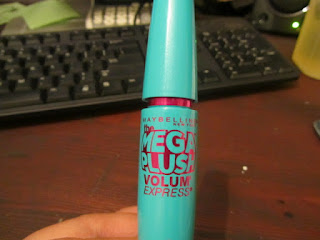 MAYBELLINE
the
MEGA
PLUSH
VOLUM'
EXPRESS